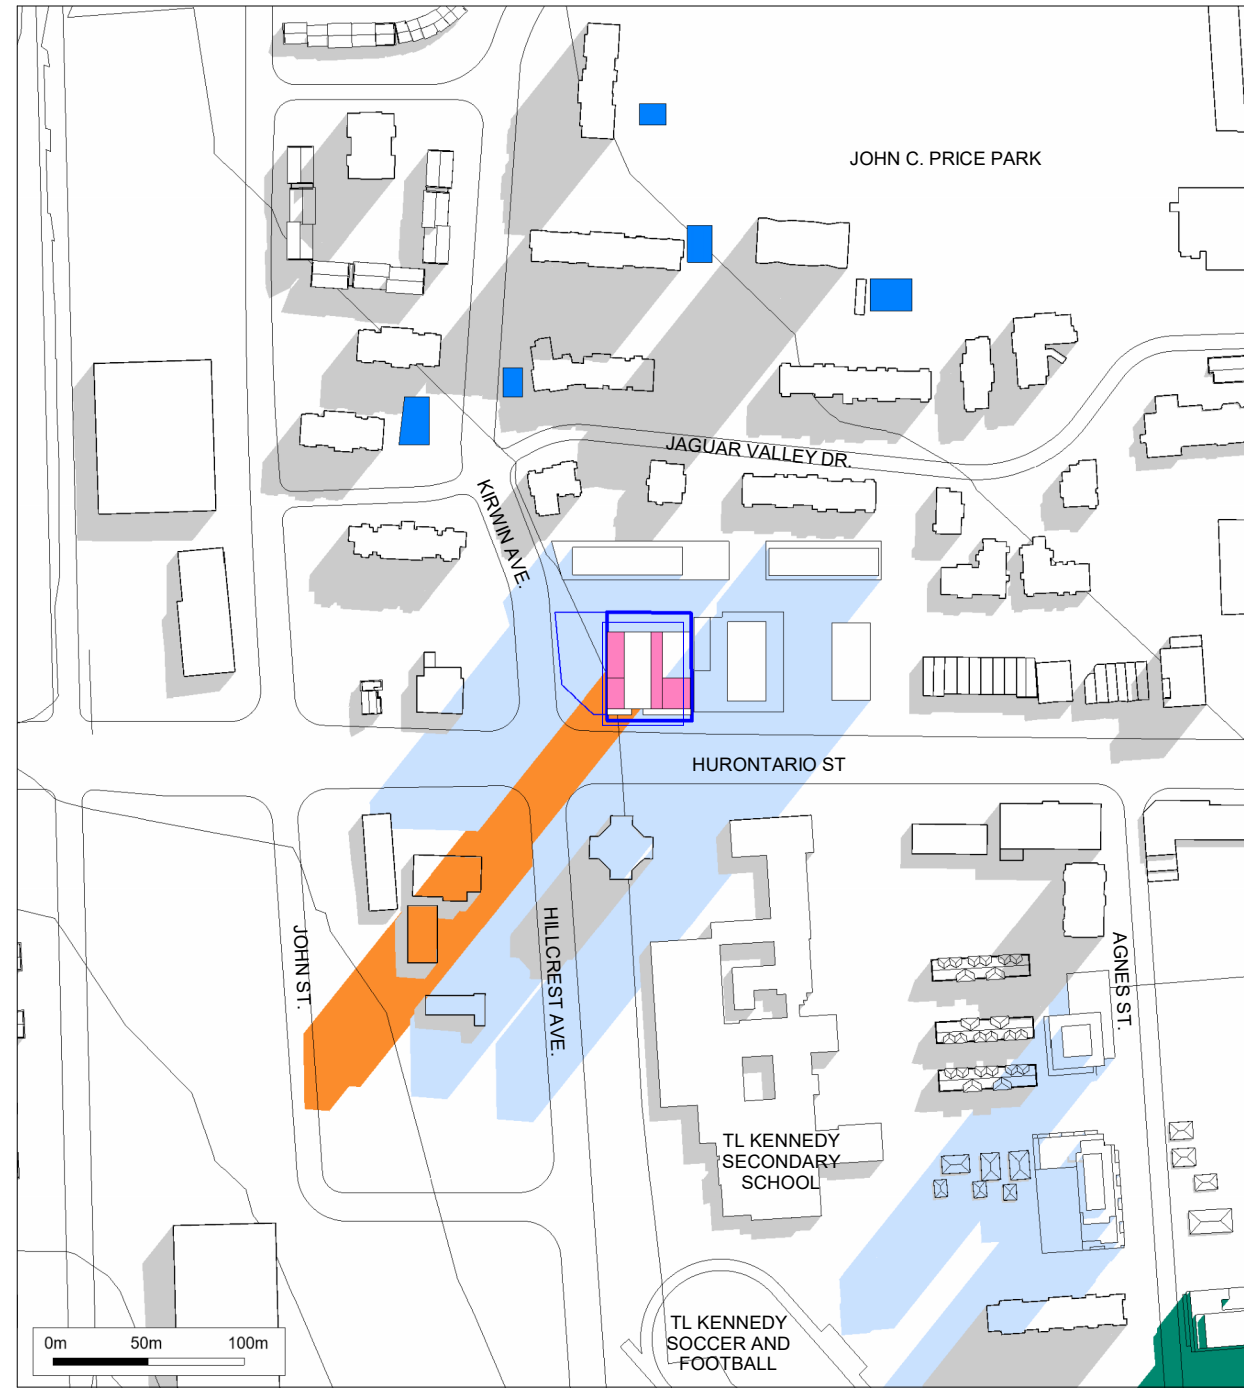 JOHN C. PRICE PARK
JAGUAR VALLEY DR.
KIRWIN AVE.
HURONTARIO ST
JOHN ST.
HILLCREST AVE.
AGNES ST.
TL KENNEDY
SECONDARY
SCHOOL
TL KENNEDY
SOCCER AND
FOOTBALL
0m 50m 100m